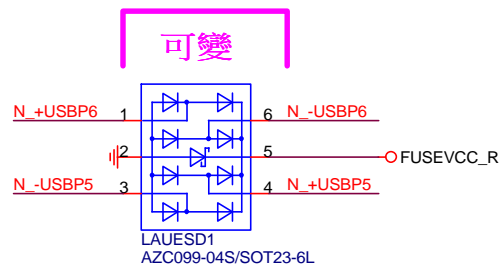 可變
N_+USBP6 1 6 N_-USBP6
2 5 FUSEVCC_R
N_-USBP5 3 4 N_+USBP5
LAUESD1
AZC099-04S/SOT23-6L